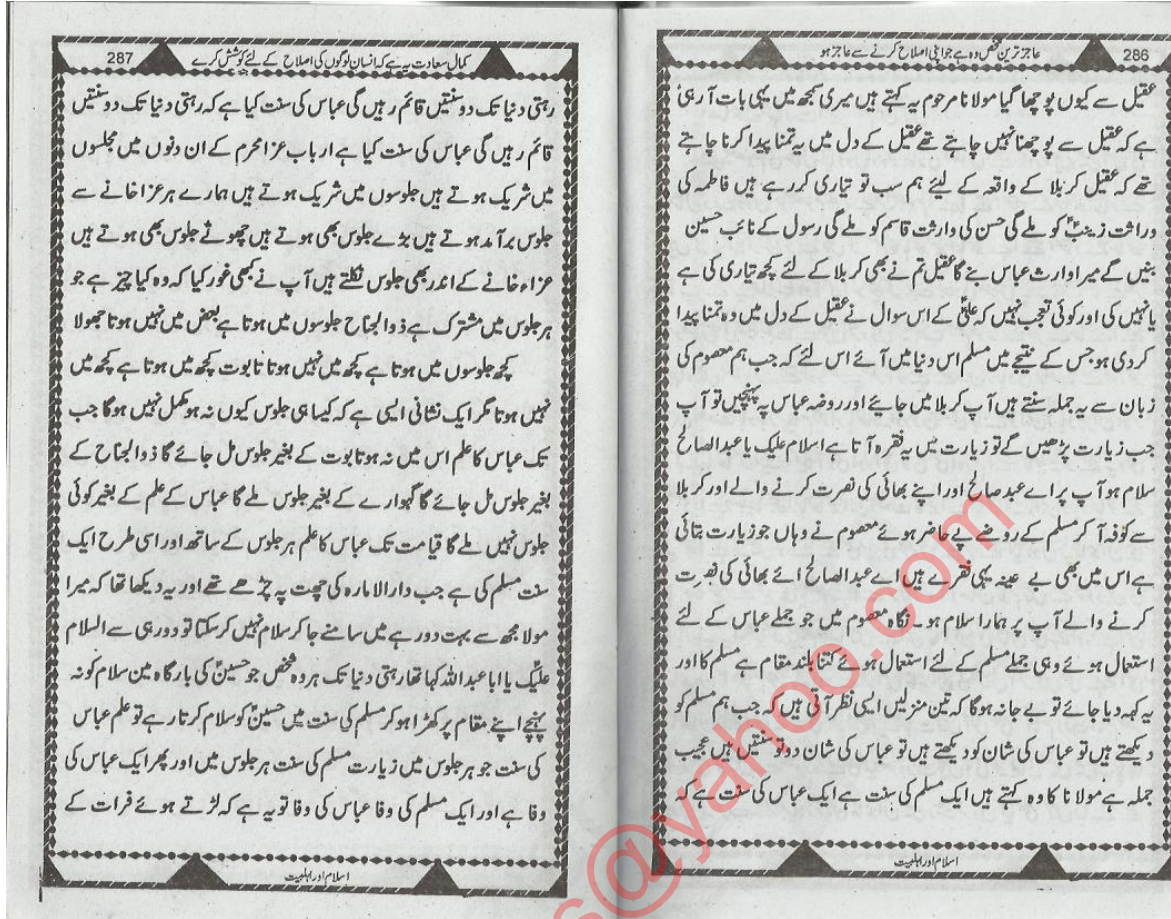 286
عاجز ترین شخص وہ ہے جو اپنی اصلاح کرنے سے عاجز ہو
عقیل سے کیوں پوچھا گیا مولانا مرحوم یہ کہتے ہیں میری سمجھ میں یہی بات آ رہی
ہے کہ عقیل سے پوچھنا نہیں چاہتے تھے عقیل کے دل میں یہ تمنا پیدا کرنا چاہتے
تھے کہ عقیل کربلا کے واقعہ کے لیئے ہم سب تو تیاری کر رہے ہیں فاطمہ کی
وراثت زینبؑ کو ملے گی حسن کی وارثت قاسم کو ملے گی رسول کے نائب حسین
بنیں گے میرا وارث عباس بنے گا عقیل تم نے بھی کربلا کے لئے کچھ تیاری کی ہے
یا نہیں کی اور کوئی تعجب نہیں کہ علیؑ کے اس سوال نے عقیل کے دل میں وہ تمنا پیدا
کر دی ہو جس کے نتیجے میں مسلم اس دنیا میں آئے اس لئے کہ جب ہم معصوم کی
زبان سے یہ جملہ سنتے ہیں آپ کربلا میں جایئے اور روضہ عباس پہ پہنچیں تو آپ
جب زیارت پڑھیں گے تو زیارت میں یہ فقرہ آتا ہے اسلام علیک یا عبد الصالح
سلام ہو آپ پر اے عبد صالح اور اپنے بھائی کی نصرت کرنے والے اور کربلا
سے کوفہ آ کر مسلم کے روضے پے حاضر ہوئے معصوم نے وہاں جو زیارت بتائی
ہے اس میں بھی بے عینہ یہی فقرے ہیں اے عبد الصالح ائے بھائی کی نصرت
کرنے والے آپ پر ہمارا سلام ہو۔ نگاہ معصوم میں جو جملے عباس کے لئے
استعمال ہوئے وہی جملے مسلم کے لئے استعمال ہوئے کتنا بلند مقام ہے مسلم کا اور
یہ کہہ دیا جائے تو بے جا نہ ہوگا کہ تین منزلیں ایسی نظر آتی ہیں کہ جب ہم مسلم کو
دیکھتے ہیں تو عباس کی شان کو دیکھتے ہیں تو عباس کی شان دو تو سنتیں ہیں عجیب
جملہ ہے مولانا کا وہ کہتے ہیں ایک مسلم کی سنت ہے ایک عباس کی سنت ہے کہ
اسلام اور اہلبیت
287
کمال سعادت یہ ہے کہ انسان لوگوں کی اصلاح کے لئے کوشش کرے
رہتی دنیا تک دو سنتیں قائم رہیں گی عباس کی سنت کیا ہے کہ رہتی دنیا تک دو سنتیں
قائم رہیں گی عباس کی سنت کیا ہے ارباب عزا محرم کے ان دنوں میں مجلسوں
میں شریک ہوتے ہیں جلوسوں میں شریک ہوتے ہیں ہمارے ہر عزا خانے سے
جلوس برآمد ہوتے ہیں بڑے جلوس بھی ہوتے ہیں چھوٹے جلوس بھی ہوتے ہیں
عزاء خانے کے اندر بھی جلوس نکلتے ہیں آپ نے کبھی غور کیا کہ وہ کیا چیز ہے جو
ہر جلوس میں مشترک ہے ذوالجناح جلوسوں میں ہوتا ہے بعض میں نہیں ہوتا جھولا
کچھ جلوسوں میں ہوتا ہے کچھ میں نہیں ہوتا تابوت کچھ میں ہوتا ہے کچھ میں
نہیں ہوتا مگر ایک نشانی ایسی ہے کہ کیسا ہی جلوس کیوں نہ ہو مکمل نہیں ہوگا جب
تک عباس کا علم اس میں نہ ہو تابوت کے بغیر جلوس مل جائے گا ذوالجناح کے
بغیر جلوس مل جائے گا گہوارے کے بغیر جلوس ملے گا عباس کے علم کے بغیر کوئی
جلوس نہیں ملے گا قیامت تک عباس کا علم ہر جلوس کے ساتھ اور اسی طرح ایک
سنت مسلم کی ہے جب دار الامارہ کی چھت پہ چڑھے تھے اور یہ دیکھا تھا کہ میرا
مولا مجھ سے بہت دور ہے میں سامنے جا کر سلام نہیں کر سکتا تو دور ہی سے السلام
علیک یا ابا عبد اللہ کہا تھا رہتی دنیا تک ہر وہ شخص جو حسینؑ کی بارگاہ مین سلام کو نہ
پہنچے اپنے مقام پر کھڑا ہو کر مسلم کی سنت میں حسینؑ کو سلام کرتا رہے تو علم عباس
کی سنت جو ہر جلوس میں زیارت مسلم کی سنت ہر جلوس میں اور پھر ایک عباس کی
وفا ہے اور ایک مسلم کی وفا عباس کی وفا تو یہ ہے کہ لڑتے ہوئے فرات کے
اسلام اور اہلبیت
s@yahoo.com